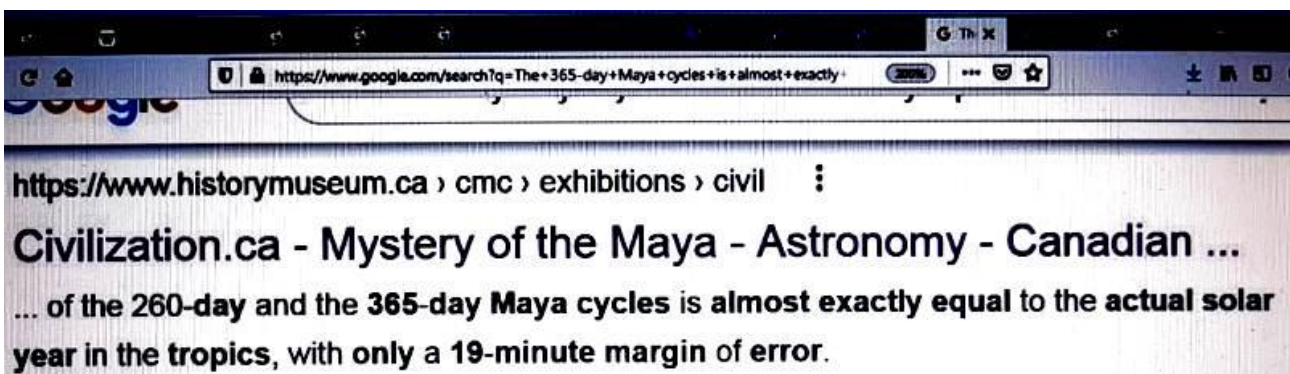 G Th ✕
https://www.google.com/search?q=The+365-day+Maya+cycles+is+almost+exactly+ 300% ...
Google
https://www.historymuseum.ca › cmc › exhibitions › civil
Civilization.ca - Mystery of the Maya - Astronomy - Canadian ...
... of the 260-day and the 365-day Maya cycles is almost exactly equal to the actual solar
year in the tropics, with only a 19-minute margin of error.